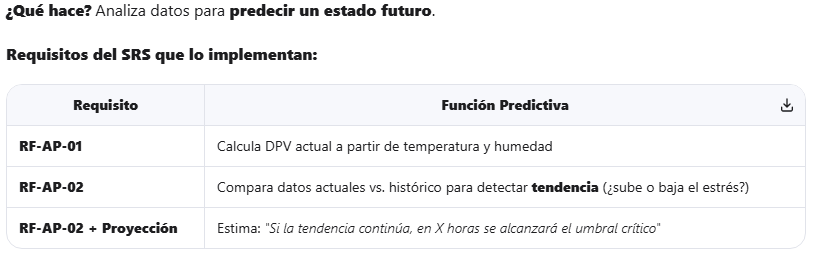 ¿Qué hace? Analiza datos para predecir un estado futuro.
Requisitos del SRS que lo implementan:
Requisito Función Predictiva
RF-AP-01 Calcula DPV actual a partir de temperatura y humedad
RF-AP-02 Compara datos actuales vs. histórico para detectar tendencia (¿sube o baja el estrés?)
RF-AP-02 + Proyección Estima: "Si la tendencia continúa, en X horas se alcanzará el umbral crítico"